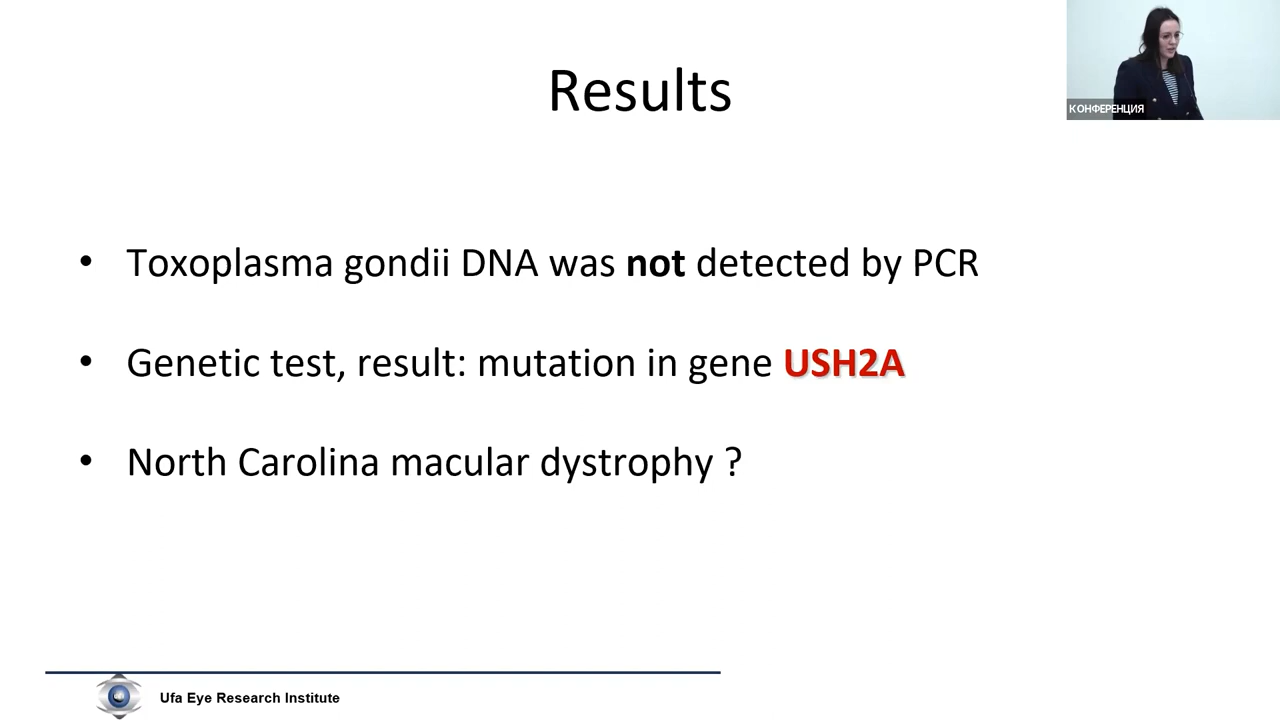 Results
КОНФЕРЕНЦИЯ
• Toxoplasma gondii DNA was not detected by PCR
• Genetic test, result: mutation in gene USH2A
• North Carolina macular dystrophy ?
Ufa Eye Research Institute